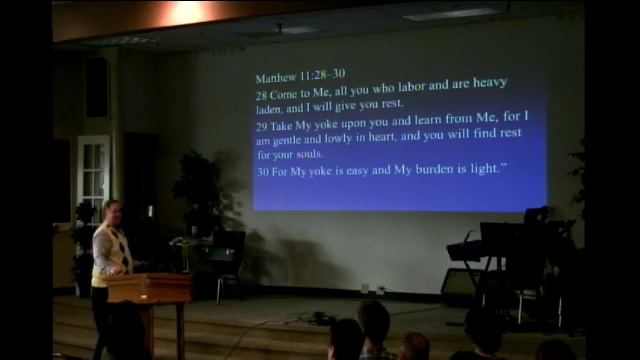 Matthew 11:28–30
28 Come to Me, all you who labor and are heavy
laden, and I will give you rest.
29 Take My yoke upon you and learn from Me, for I
am gentle and lowly in heart, and you will find rest
for your souls.
30 For My yoke is easy and My burden is light.”